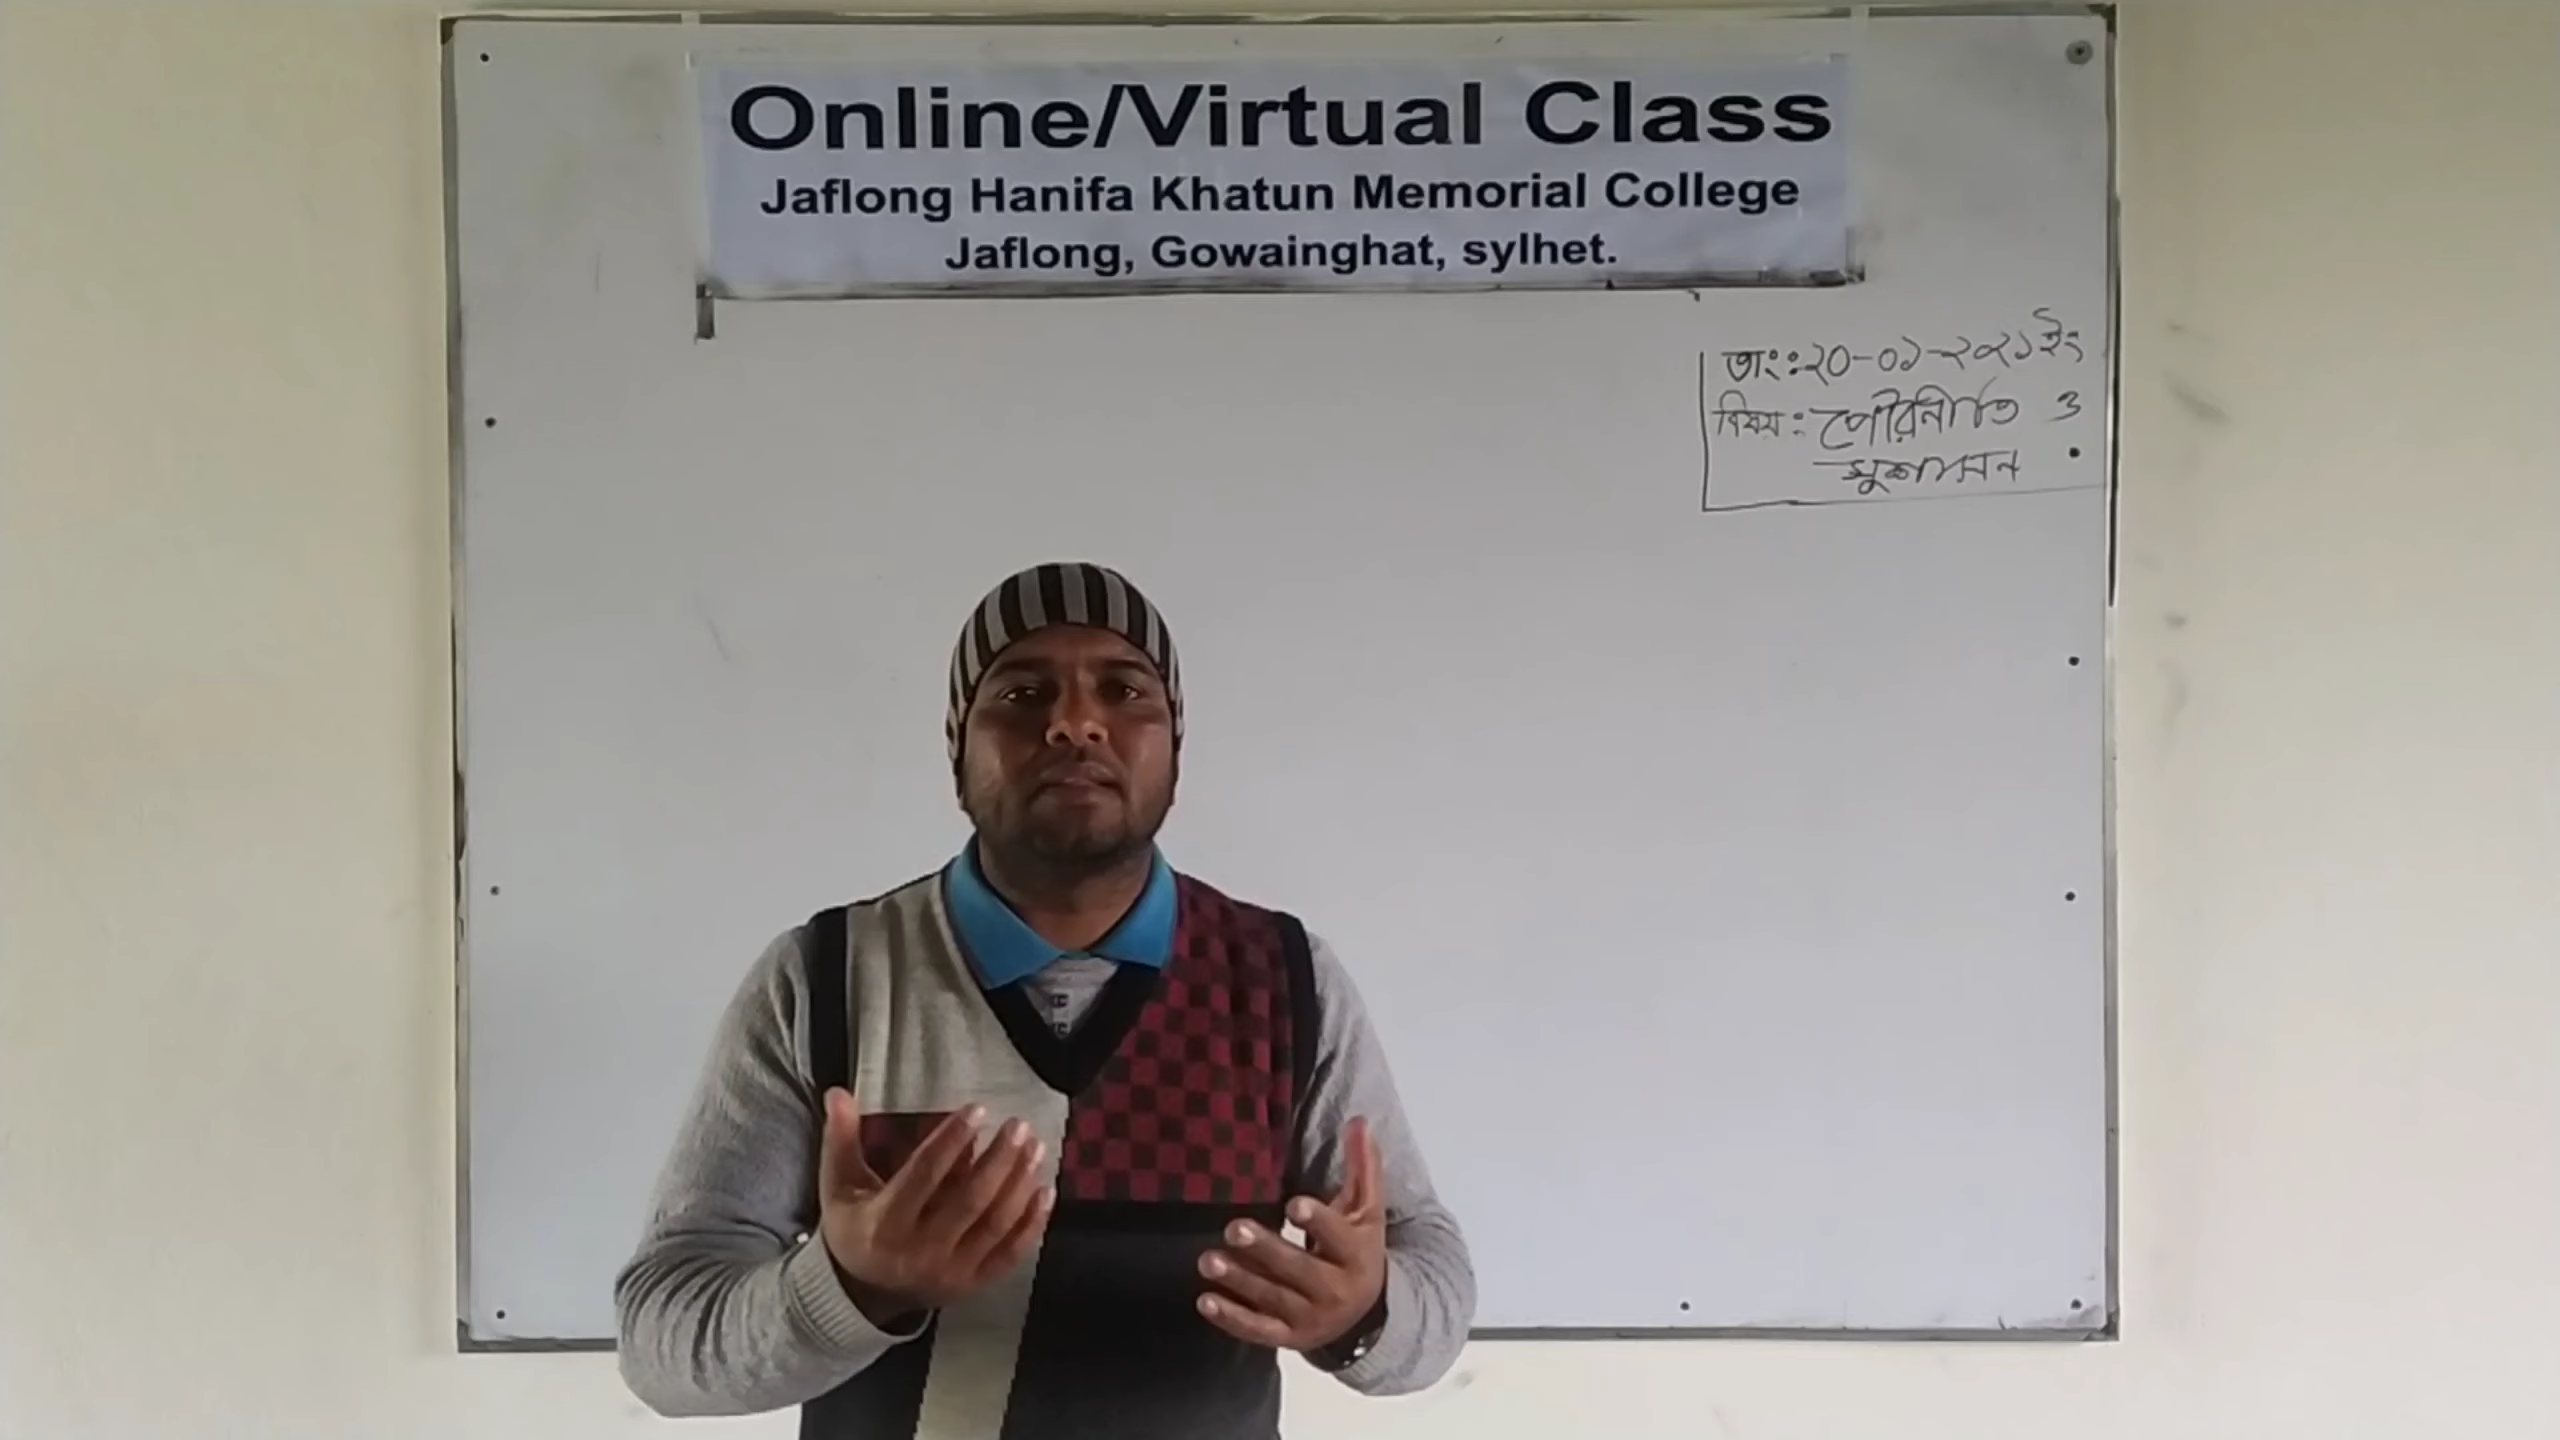 Online/Virtual Class
Jaflong Hanifa Khatun Memorial College
Jaflong, Gowainghat, sylhet.
তাং:২০-০১-২০২১ইং
বিষয়: পৌরনীতি ও
সুশাসন